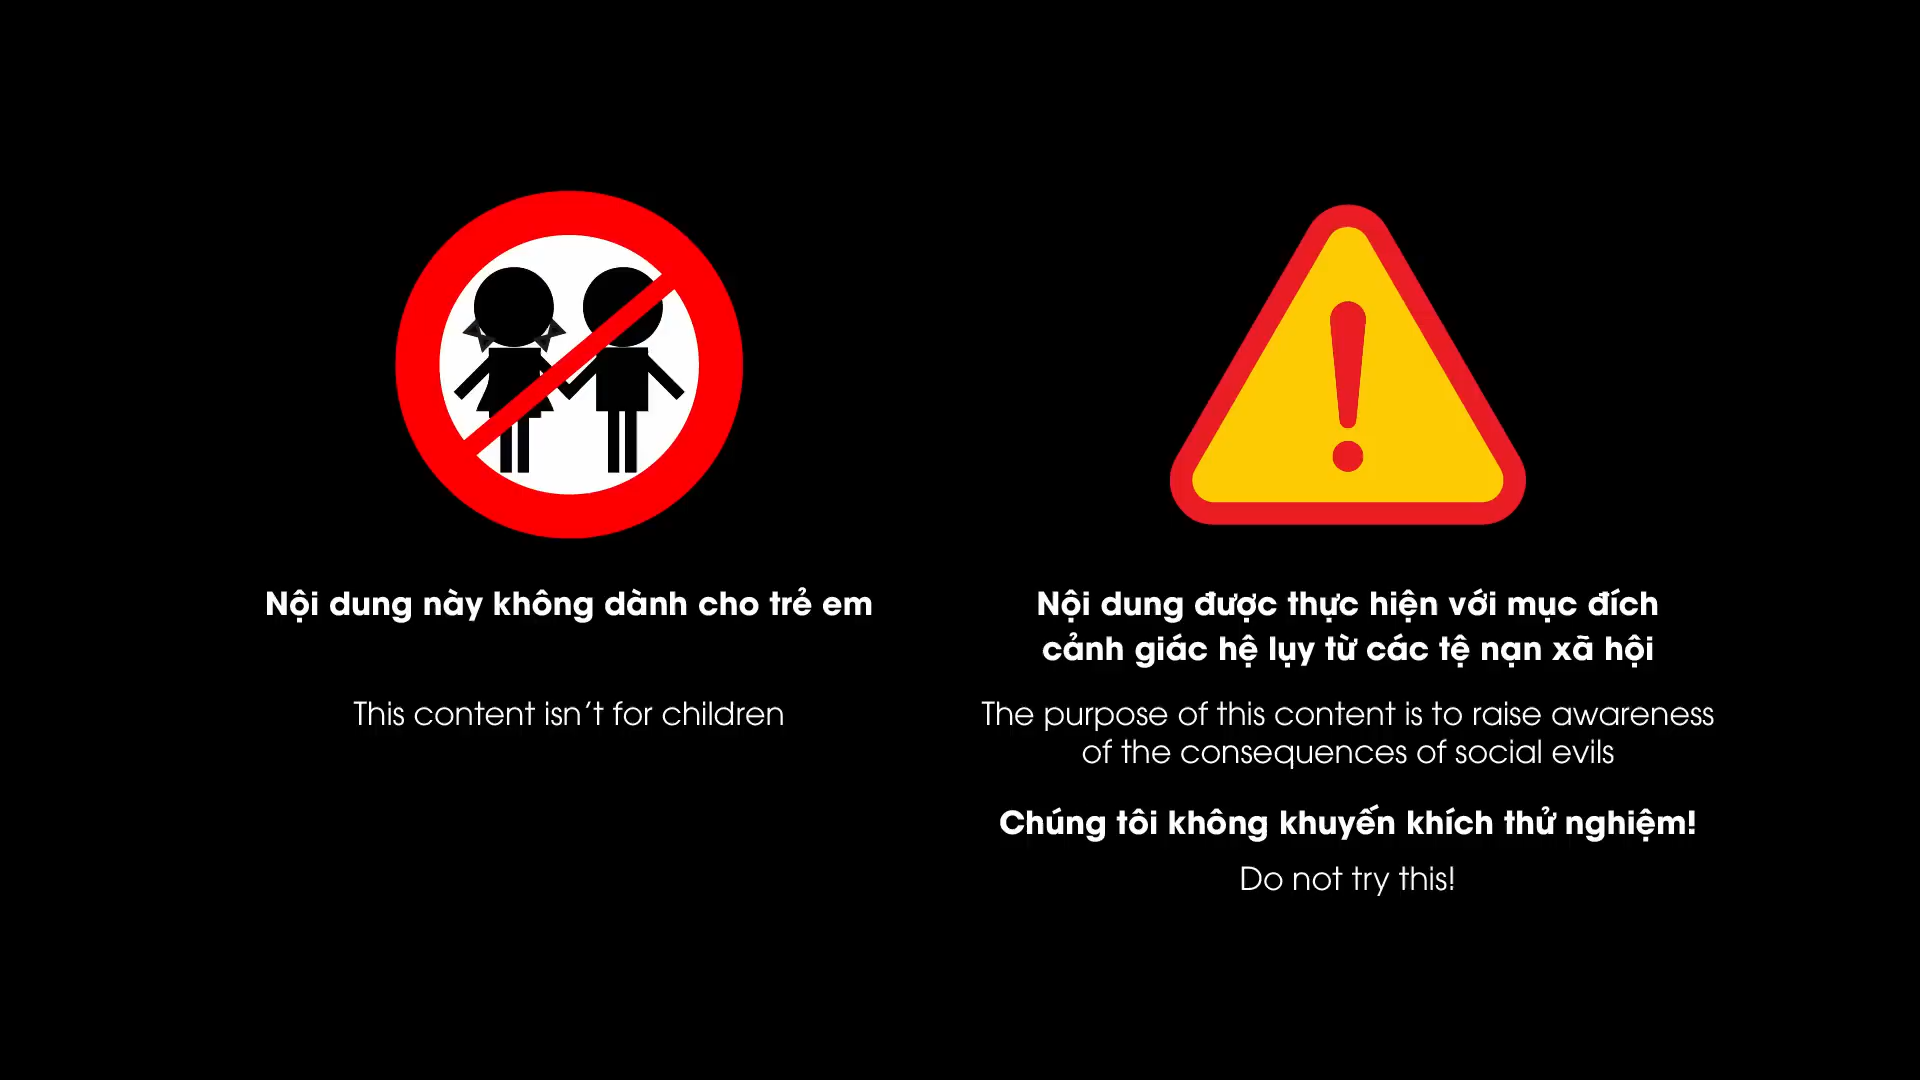 Nội dung này không dành cho trẻ em
This content isn’t for children
Nội dung được thực hiện với mục đích
cảnh giác hệ lụy từ các tệ nạn xã hội
The purpose of this content is to raise awareness
of the consequences of social evils
Chúng tôi không khuyến khích thử nghiệm!
Do not try this!